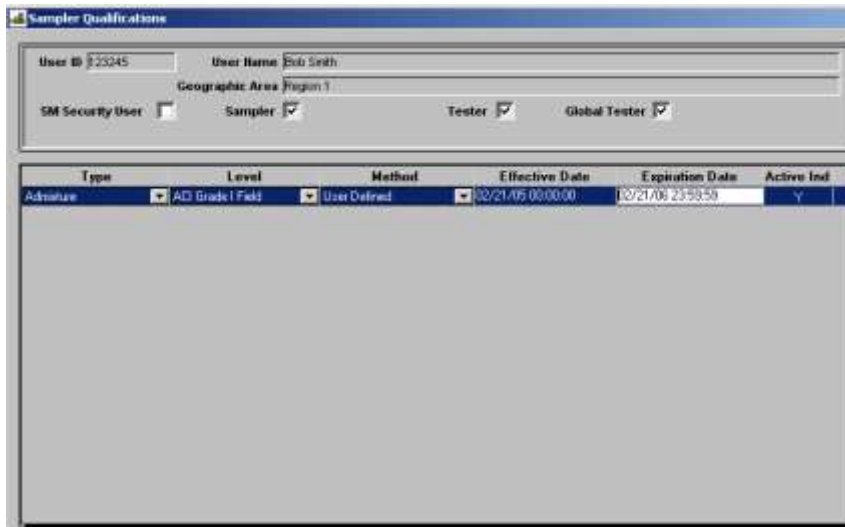 Sampler Qualifications
User ID 123245 User Name Bob Smith
Geographic Area Region 1
SM Security User Sampler Tester Global Tester
Type Level Method Effective Date Expiration Date Active Ind
Admixture ACI Grade I Field User Defined 02/21/05 00:00:00 02/21/06 23:59:59 Y